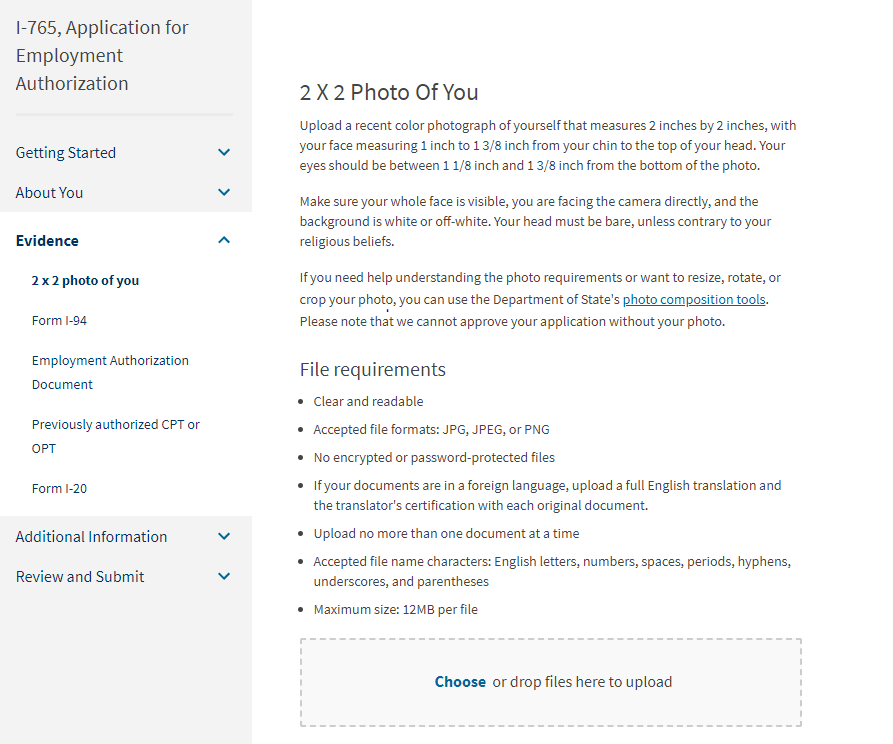 I-765, Application for
Employment
Authorization
Getting Started
About You
Evidence
2 x 2 photo of you
Form I-94
Employment Authorization
Document
Previously authorized CPT or
OPT
Form I-20
Additional Information
Review and Submit
2 X 2 Photo Of You
Upload a recent color photograph of yourself that measures 2 inches by 2 inches, with
your face measuring 1 inch to 1 3/8 inch from your chin to the top of your head. Your
eyes should be between 1 1/8 inch and 1 3/8 inch from the bottom of the photo.
Make sure your whole face is visible, you are facing the camera directly, and the
background is white or off-white. Your head must be bare, unless contrary to your
religious beliefs.
If you need help understanding the photo requirements or want to resize, rotate, or
crop your photo, you can use the Department of State's photo composition tools.
Please note that we cannot approve your application without your photo.
File requirements
• Clear and readable
• Accepted file formats: JPG, JPEG, or PNG
• No encrypted or password-protected files
• If your documents are in a foreign language, upload a full English translation and
the translator's certification with each original document.
• Upload no more than one document at a time
• Accepted file name characters: English letters, numbers, spaces, periods, hyphens,
underscores, and parentheses
• Maximum size: 12MB per file
Choose or drop files here to upload